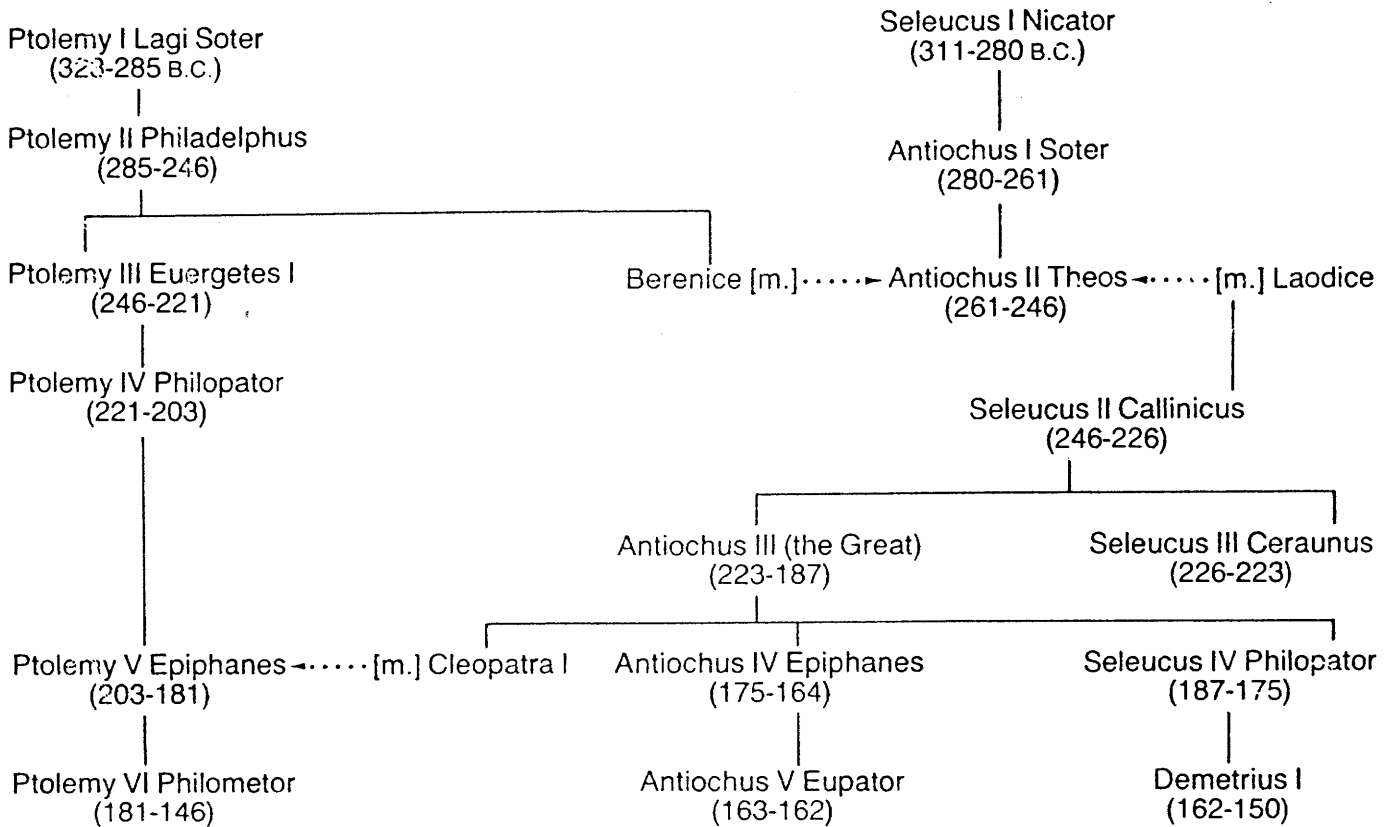 Ptolemy I Lagi Soter
(323-285 B.C.)
Seleucus I Nicator
(311-280 B.C.)
Ptolemy II Philadelphus
(285-246)
Antiochus I Soter
(280-261)
Ptolemy III Euergetes I
(246-221)
Berenice [m.]
Antiochus II Theos
(261-246)
[m.] Laodice
Ptolemy IV Philopator
(221-203)
Seleucus II Callinicus
(246-226)
Antiochus III (the Great)
(223-187)
Seleucus III Ceraunus
(226-223)
Ptolemy V Epiphanes
(203-181)
[m.] Cleopatra I
Antiochus IV Epiphanes
(175-164)
Seleucus IV Philopator
(187-175)
Ptolemy VI Philometor
(181-146)
Antiochus V Eupator
(163-162)
Demetrius I
(162-150)